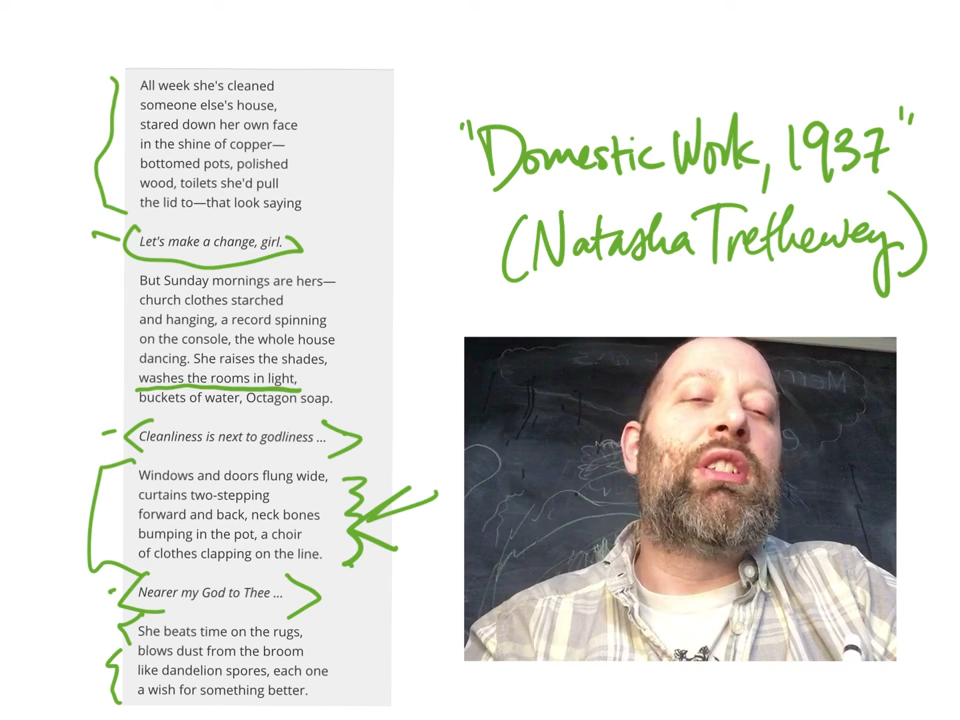 All week she's cleaned
someone else's house,
stared down her own face
in the shine of copper—
bottomed pots, polished
wood, toilets she'd pull
the lid to—that look saying
Let's make a change, girl.
But Sunday mornings are hers—
church clothes starched
and hanging, a record spinning
on the console, the whole house
dancing. She raises the shades,
washes the rooms in light,
buckets of water, Octagon soap.
Cleanliness is next to godliness ...
Windows and doors flung wide,
curtains two-stepping
forward and back, neck bones
bumping in the pot, a choir
of clothes clapping on the line.
Nearer my God to Thee ...
She beats time on the rugs,
blows dust from the broom
like dandelion spores, each one
a wish for something better.
"Domestic Work, 1937"
(Natasha Trethewey)